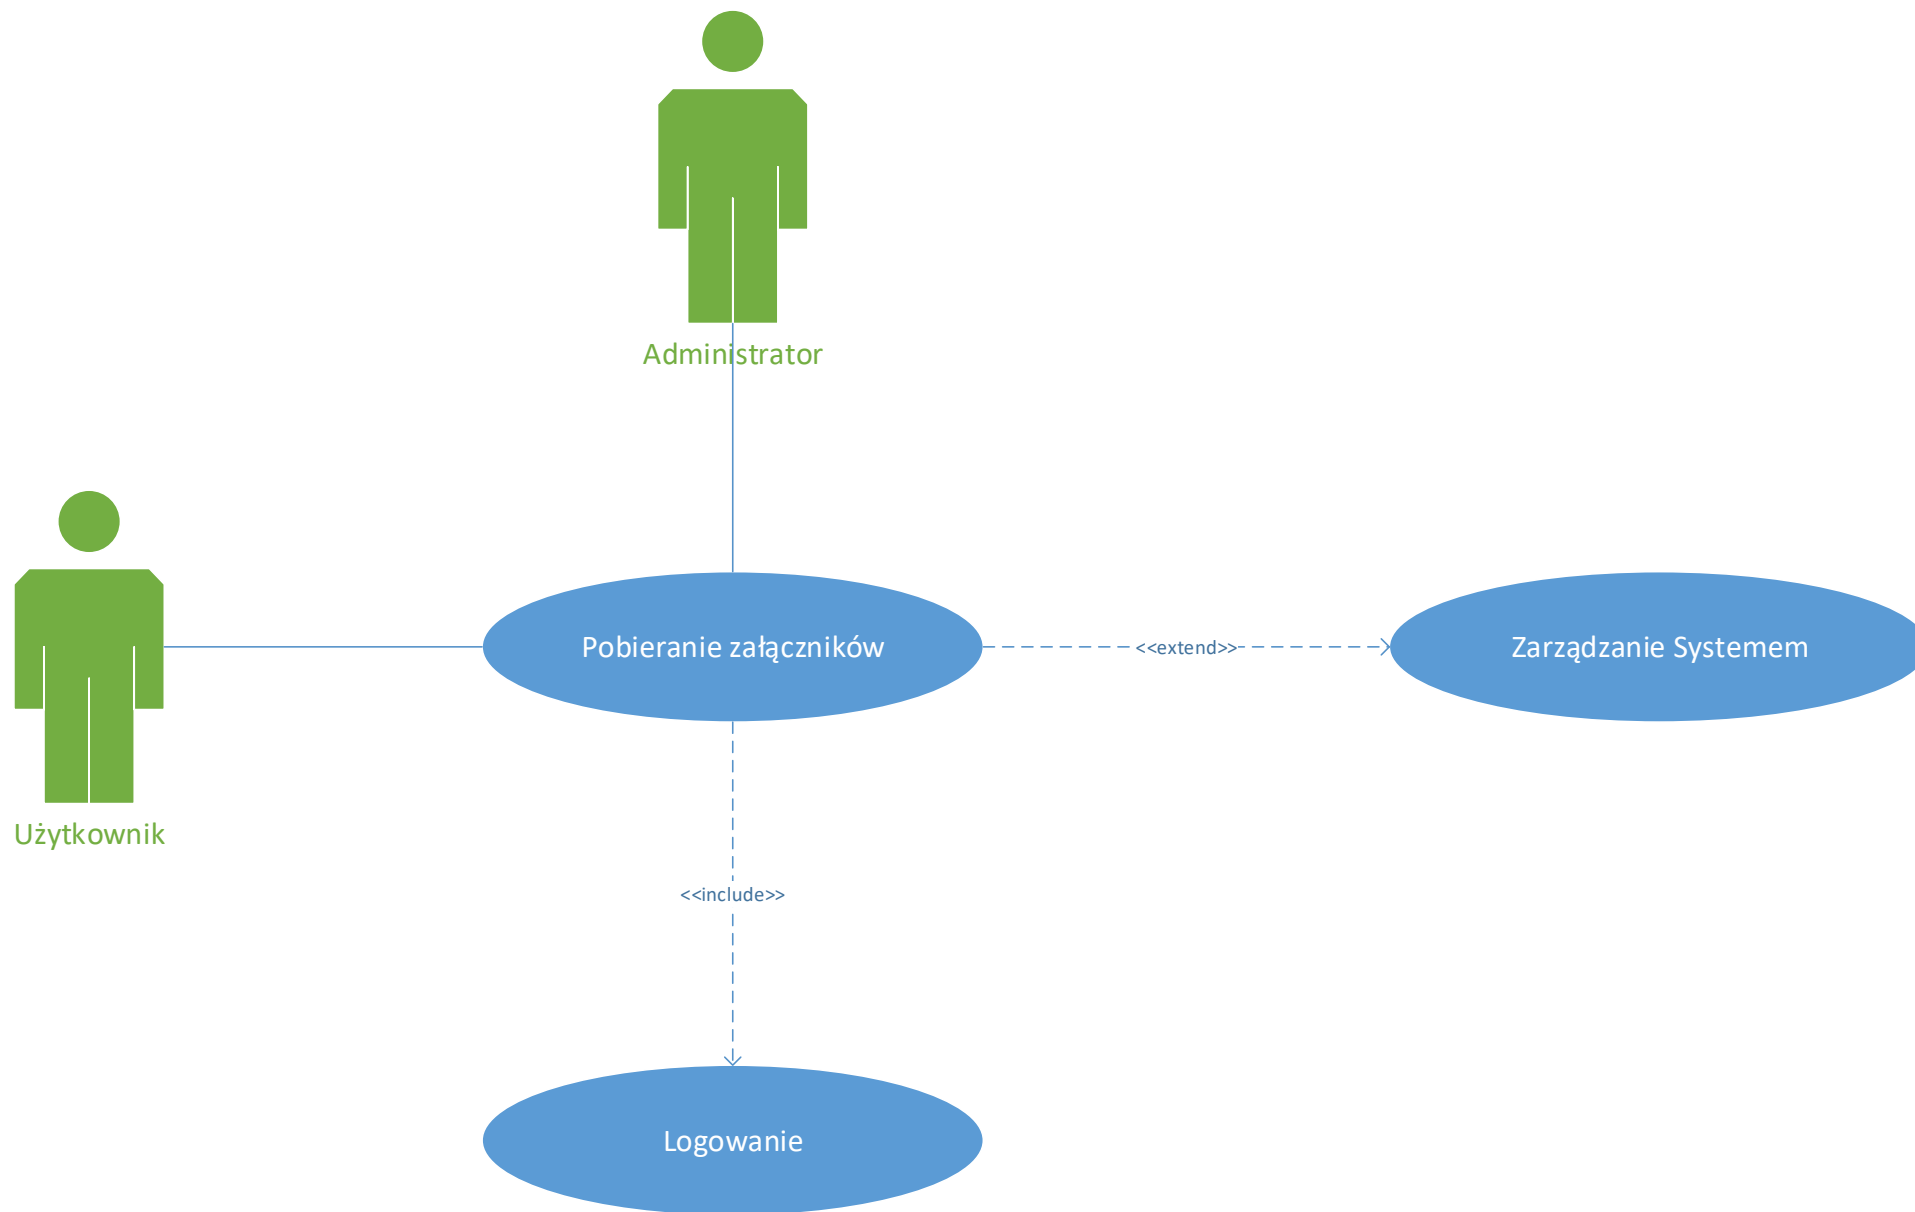 Administrator
Pobieranie załączników
<<extend>>
Zarządzanie Systemem
Użytkownik
<<include>>
Logowanie